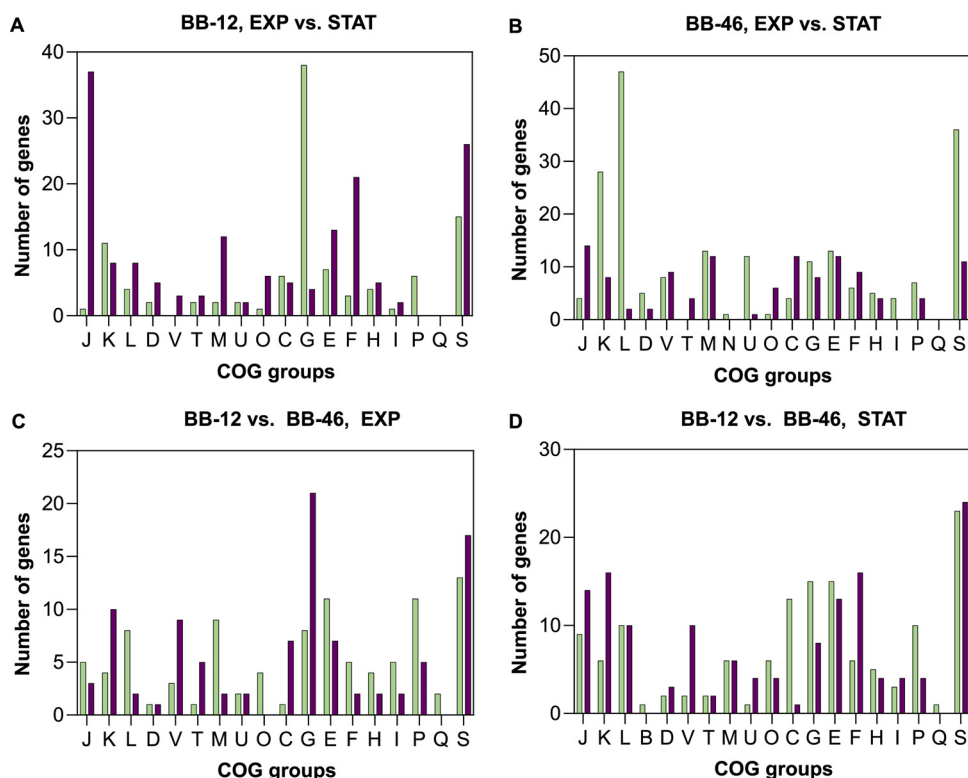 A
BB-12, EXP vs. STAT
Number of genes
40
30
20
10
0
J K L D V T M U O C G E F H I P Q S
COG groups
B
BB-46, EXP vs. STAT
Number of genes
50
40
30
20
10
0
J K L D V T M N U O C G E F H I P Q S
COG groups
C
BB-12 vs. BB-46, EXP
Number of genes
25
20
15
10
5
0
J K L D V T M U O C G E F H I P Q S
COG groups
D
BB-12 vs. BB-46, STAT
Number of genes
30
20
10
0
J K L B D V T M U O C G E F H I P Q S
COG groups